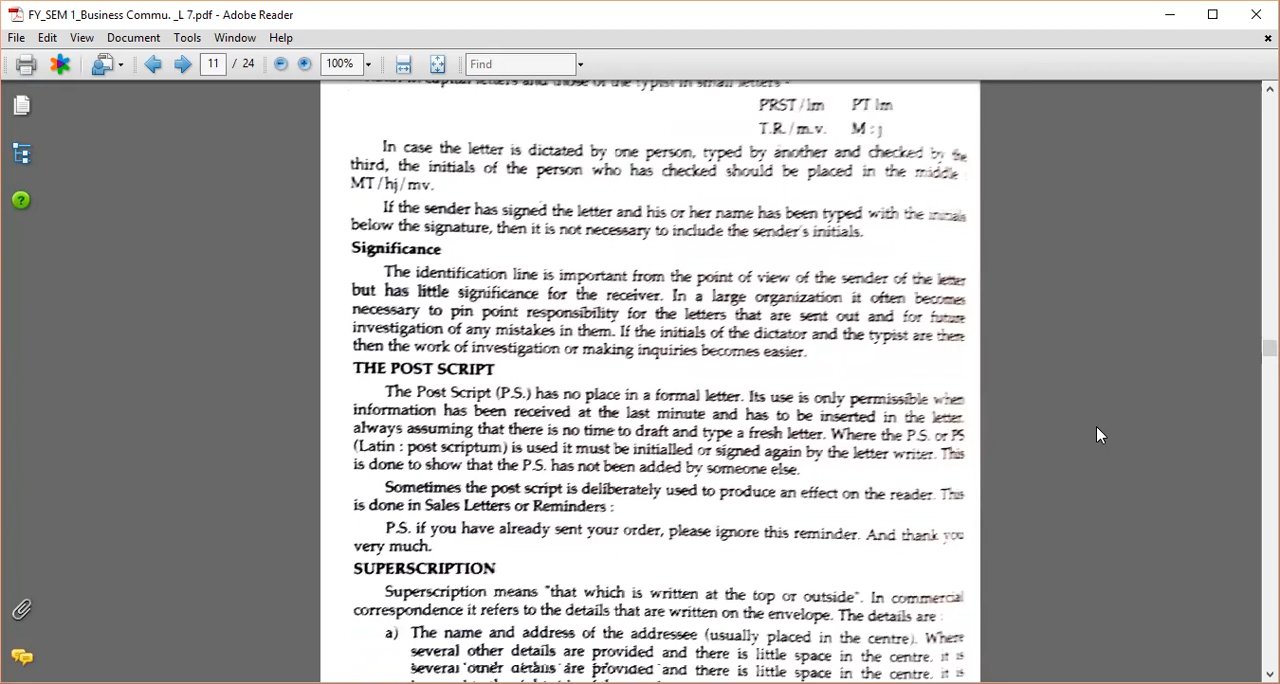 FY_SEM 1_Business Commu. _L 7.pdf - Adobe Reader
File Edit View Document Tools Window Help
11 / 24 100% Find
capital letters and those of the typist in small letters -
PRST/lm PT lm
T.R./m.v. M : j
In case the letter is dictated by one person, typed by another and checked by the
third, the initials of the person who has checked should be placed in the middle
MT/hj/mv.
If the sender has signed the letter and his or her name has been typed with the initials
below the signature, then it is not necessary to include the sender's initials.
Significance
The identification line is important from the point of view of the sender of the letter
but has little significance for the receiver. In a large organization it often becomes
necessary to pin point responsibility for the letters that are sent out and for future
investigation of any mistakes in them. If the initials of the dictator and the typist are there
then the work of investigation or making inquiries becomes easier.
THE POST SCRIPT
The Post Script (P.S.) has no place in a formal letter. Its use is only permissible when
information has been received at the last minute and has to be inserted in the letter,
always assuming that there is no time to draft and type a fresh letter. Where the P.S. or PS
(Latin : post scriptum) is used it must be initialled or signed again by the letter writer. This
is done to show that the P.S. has not been added by someone else.
Sometimes the post script is deliberately used to produce an effect on the reader. This
is done in Sales Letters or Reminders :
P.S. if you have already sent your order, please ignore this reminder. And thank you
very much.
SUPERSCRIPTION
Superscription means "that which is written at the top or outside". In commercial
correspondence it refers to the details that are written on the envelope. The details are :
a) The name and address of the addressee (usually placed in the centre). Where
several other details are provided and there is little space in the centre, it is
several other details are provided and there is little space in the centre, it is